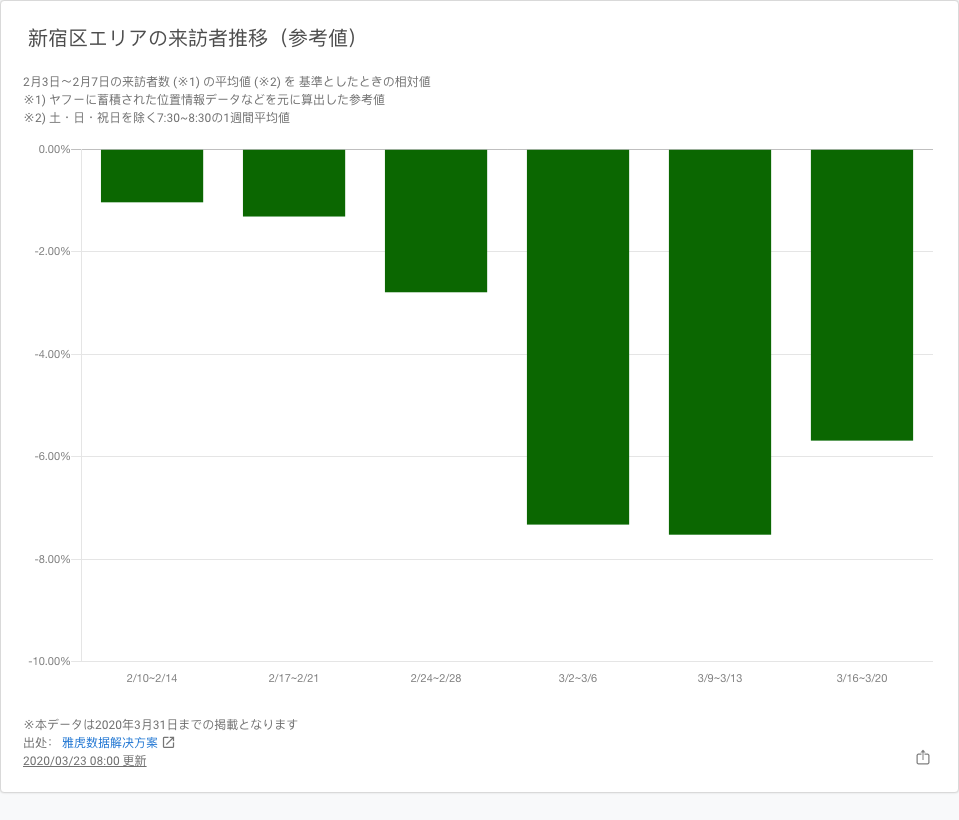 新宿区エリアの来訪者推移（参考値）
2月3日～2月7日の来訪者数 (※1) の平均値 (※2) を 基準としたときの相対値
※1) ヤフーに蓄積された位置情報データなどを元に算出した参考値
※2) 土・日・祝日を除く7:30~8:30の1週間平均値
0.00%
-2.00%
-4.00%
-6.00%
-8.00%
-10.00%
2/10~2/14 2/17~2/21 2/24~2/28 3/2~3/6 3/9~3/13 3/16~3/20
※本データは2020年3月31日までの掲載となります
出处： 雅虎数据解决方案
2020/03/23 08:00 更新